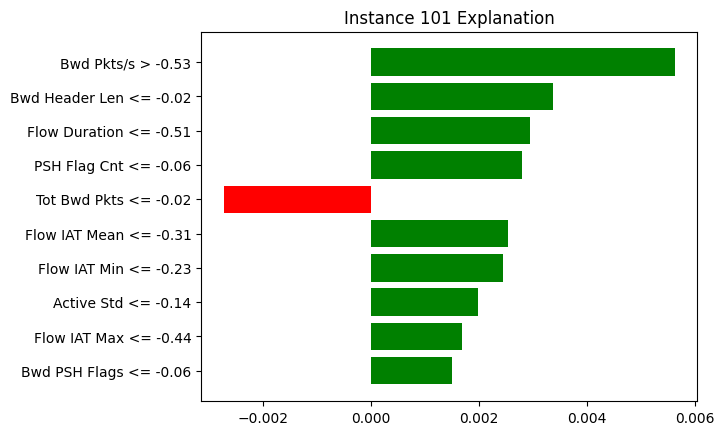 Instance 101 Explanation
Bwd Pkts/s > -0.53
Bwd Header Len <= -0.02
Flow Duration <= -0.51
PSH Flag Cnt <= -0.06
Tot Bwd Pkts <= -0.02
Flow IAT Mean <= -0.31
Flow IAT Min <= -0.23
Active Std <= -0.14
Flow IAT Max <= -0.44
Bwd PSH Flags <= -0.06
−0.002 0.000 0.002 0.004 0.006